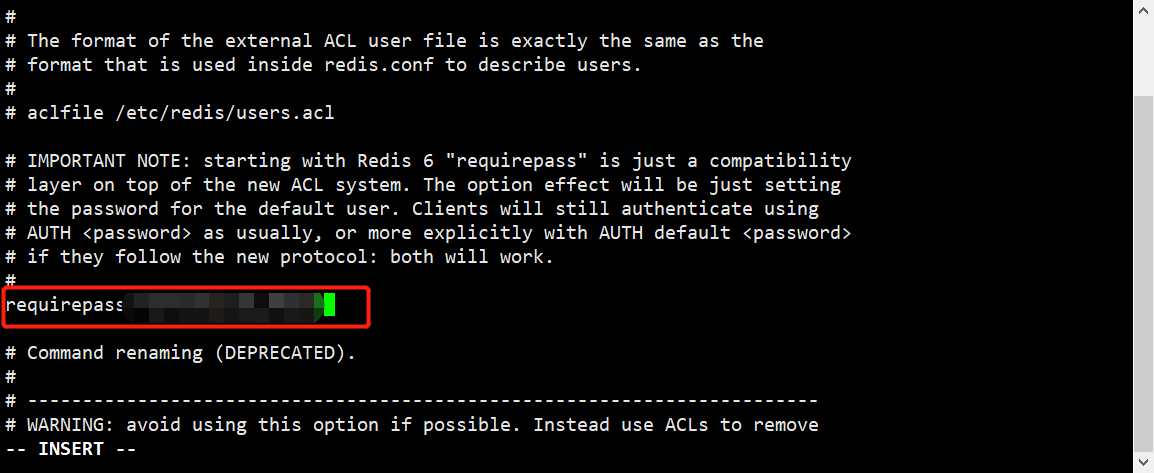 #
# The format of the external ACL user file is exactly the same as the
# format that is used inside redis.conf to describe users.
#
# aclfile /etc/redis/users.acl
# IMPORTANT NOTE: starting with Redis 6 "requirepass" is just a compatibility
# layer on top of the new ACL system. The option effect will be just setting
# the password for the default user. Clients will still authenticate using
# AUTH <password> as usually, or more explicitly with AUTH default <password>
# if they follow the new protocol: both will work.
#
requirepass
# Command renaming (DEPRECATED).
#
# ------------------------------------------------------------------------
# WARNING: avoid using this option if possible. Instead use ACLs to remove
-- INSERT --